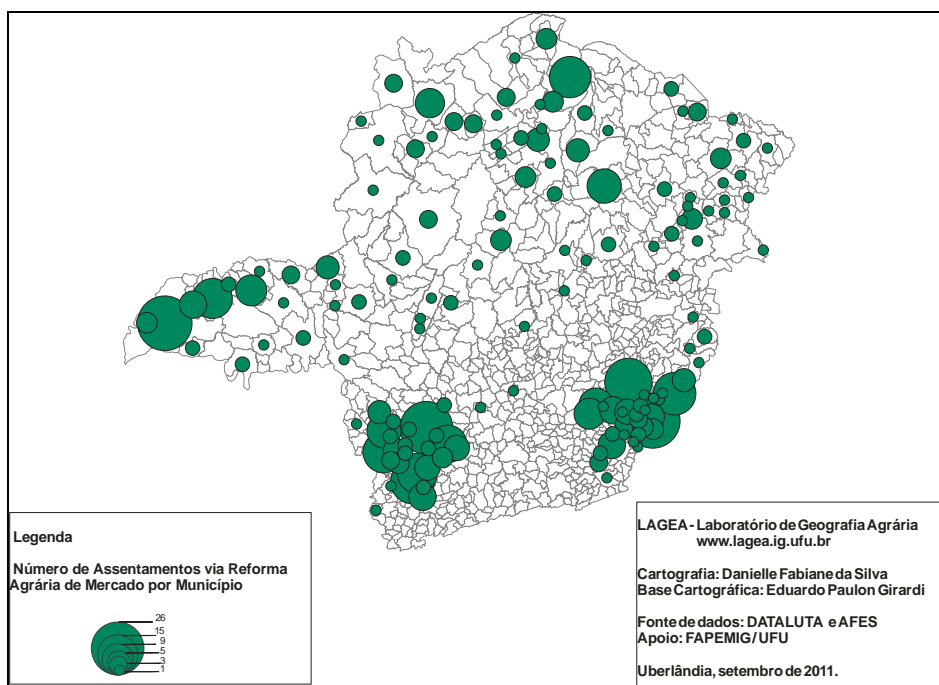 Legenda
Número de Assentamentos via Reforma
Agrária de Mercado por Município
26
15
9
5
3
1
LAGEA - Laboratório de Geografia Agrária
www.lagea.ig.ufu.br
Cartografia: Danielle Fabiane da Silva
Base Cartográfica: Eduardo Paulon Girardi
Fonte de dados: DATALUTA e AFES
Apoio: FAPEMIG/UFU
Uberlândia, setembro de 2011.